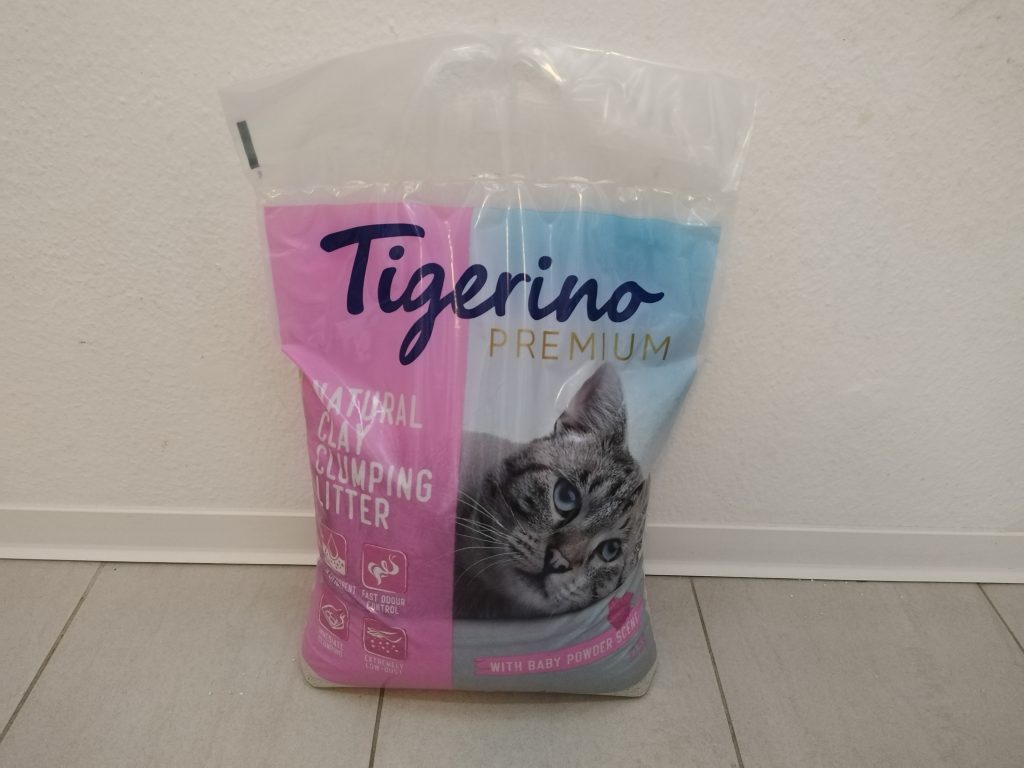 Tigerino
PREMIUM
NATURAL
CLAY
CLUMPING
LITTER
FAST ODOUR
CONTROL
EXTREMELY
LOW-DUST
WITH BABY POWDER SCENT